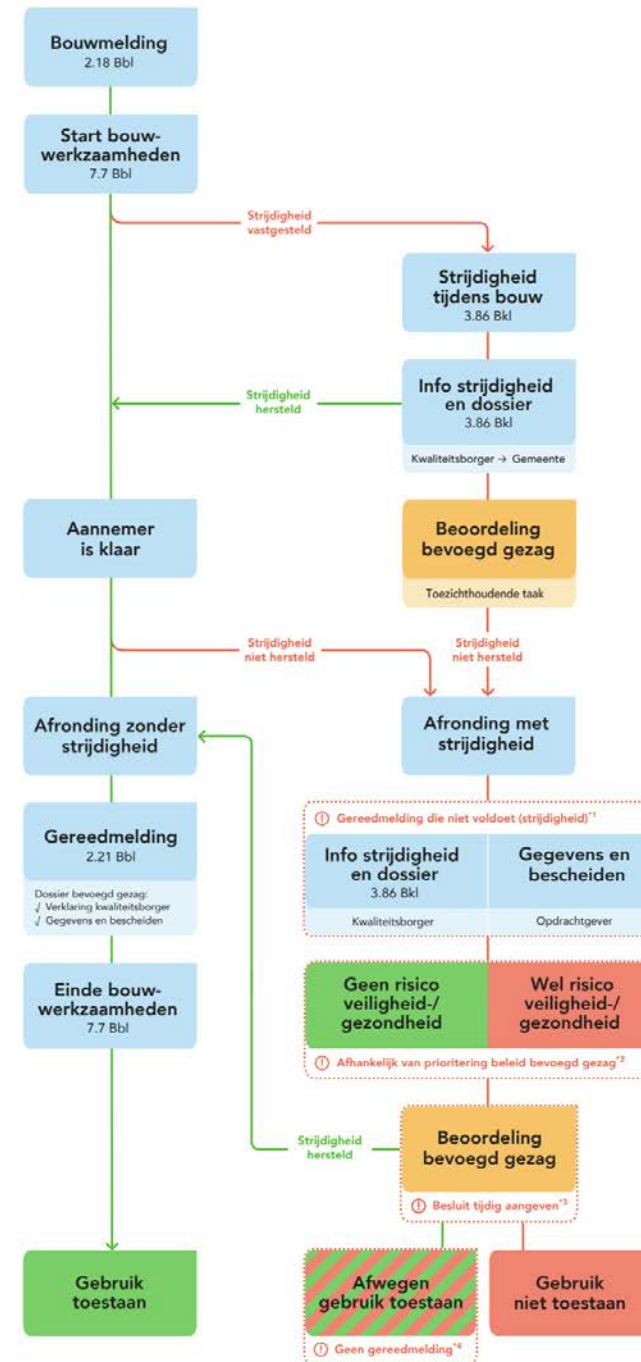 Bouwmelding
2.18 Bbl
Start bouw-
werkzaamheden
7.7 Bbl
Strijdigheid
vastgesteld
Strijdigheid
tijdens bouw
3.86 Bkl
Info strijdigheid
en dossier
3.86 Bkl
Kwaliteitsborger → Gemeente
Strijdigheid
hersteld
Aannemer
is klaar
Beoordeling
bevoegd gezag
Toezichthoudende taak
Strijdigheid
niet hersteld
Strijdigheid
niet hersteld
Afronding zonder
strijdigheid
Afronding met
strijdigheid
Gereedmelding die niet voldoet (strijdigheid)*1
Gereedmelding
2.21 Bbl
Dossier bevoegd gezag:
√ Verklaring kwaliteitsborger
√ Gegevens en bescheiden
Info strijdigheid
en dossier
3.86 Bkl
Kwaliteitsborger
Gegevens en
bescheiden
Opdrachtgever
Einde bouw-
werkzaamheden
7.7 Bbl
Geen risico
veiligheid-/
gezondheid
Wel risico
veiligheid-/
gezondheid
Afhankelijk van prioritering beleid bevoegd gezag*2
Strijdigheid
hersteld
Beoordeling
bevoegd gezag
Besluit tijdig aangeven*3
Gebruik
toestaan
Afwegen
gebruik toestaan
Geen gereedmelding*4
Gebruik
niet toestaan